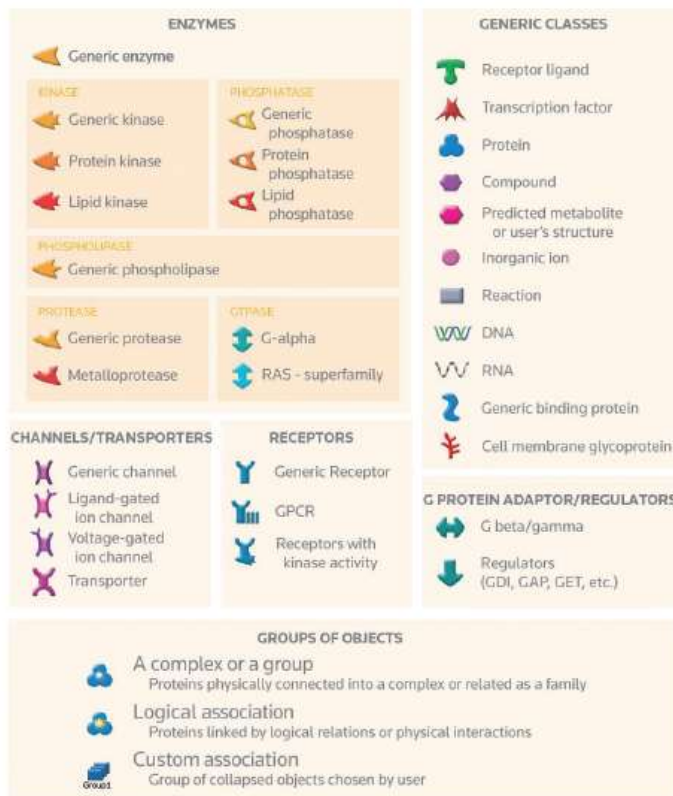 ENZYMES
Generic enzyme
KINASE
Generic kinase
Protein kinase
Lipid kinase
PHOSPHATASE
Generic
phosphatase
Protein
phosphatase
Lipid
phosphatase
PHOSPHOLIPASE
Generic phospholipase
PROTEASE
Generic protease
Metalloprotease
GTPASE
G-alpha
RAS - superfamily
GENERIC CLASSES
Receptor ligand
Transcription factor
Protein
Compound
Predicted metabolite
or user's structure
Inorganic ion
Reaction
DNA
RNA
Generic binding protein
Cell membrane glycoprotein
CHANNELS/TRANSPORTERS
Generic channel
Ligand-gated
ion channel
Voltage-gated
ion channel
Transporter
RECEPTORS
Generic Receptor
GPCR
Receptors with
kinase activity
G PROTEIN ADAPTOR/REGULATORS
G beta/gamma
Regulators
(GDI, GAP, GET, etc.)
GROUPS OF OBJECTS
A complex or a group
Proteins physically connected into a complex or related as a family
Logical association
Proteins linked by logical relations or physical interactions
Custom association
Group of collapsed objects chosen by user
Group1